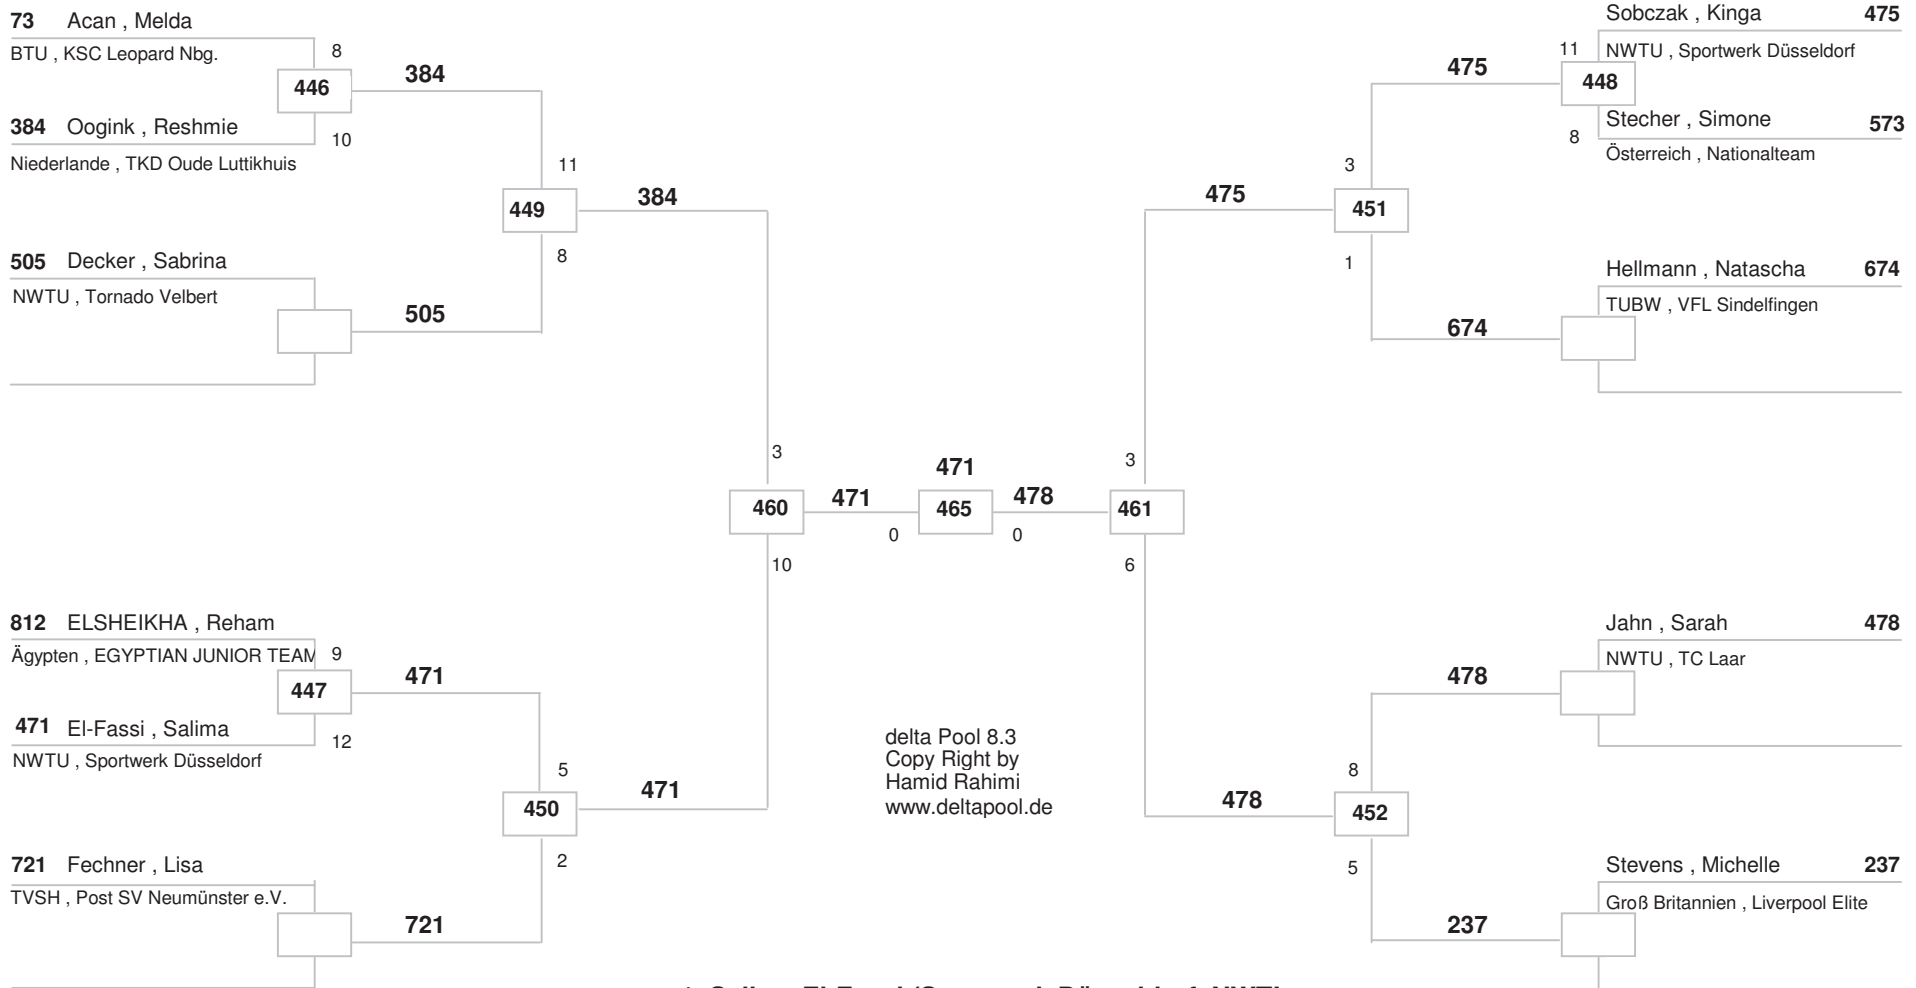 73 Acan , Melda
BTU , KSC Leopard Nbg.
8
446
384
384 Oogink , Reshmie
10
Niederlande , TKD Oude Luttikhuis
11
449
384
8
505 Decker , Sabrina
NWTU , Tornado Velbert
505
3
460
471
0
10
812 ELSHEIKHA , Reham
Ägypten , EGYPTIAN JUNIOR TEAM
9
447
471
471 El-Fassi , Salima
12
NWTU , Sportwerk Düsseldorf
5
450
471
2
721 Fechner , Lisa
TVSH , Post SV Neumünster e.V.
721
471
465
478
0
delta Pool 8.3
Copy Right by
Hamid Rahimi
www.deltapool.de
Sobczak , Kinga 475
11
NWTU , Sportwerk Düsseldorf
475
448
Stecher , Simone 573
8
Österreich , Nationalteam
3
475
451
1
Hellmann , Natascha 674
TUBW , VFL Sindelfingen
674
3
461
6
Jahn , Sarah 478
NWTU , TC Laar
478
8
478
452
5
Stevens , Michelle 237
Groß Britannien , Liverpool Elite
237